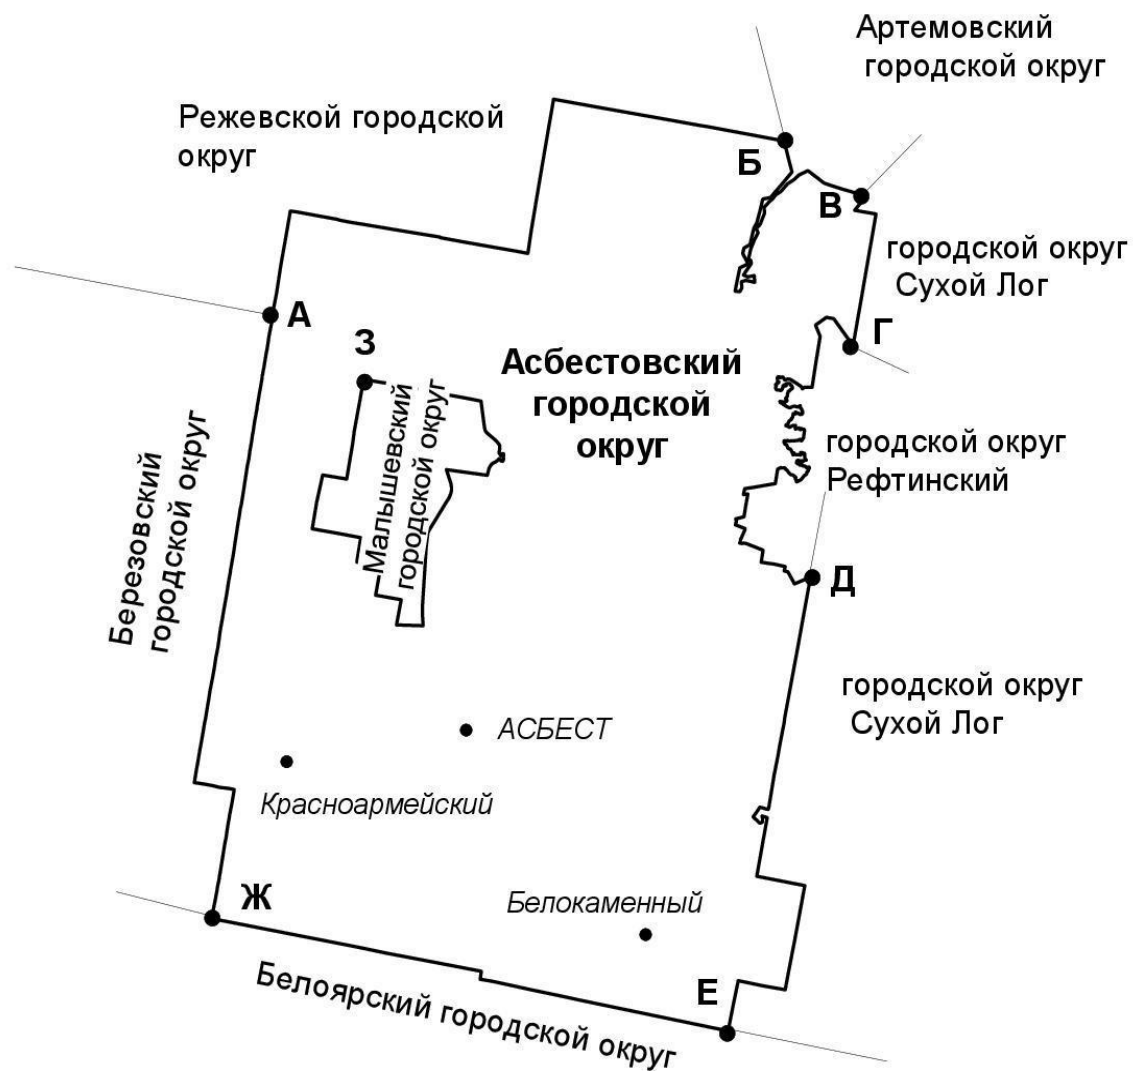 Артемовский
городской округ
Режевской городской
округ
Б
В
городской округ
Сухой Лог
А
З
Г
Асбестовский
городской
округ
Малышевский
городской округ
Березовский
городской округ
городской округ
Рефтинский
Д
городской округ
Сухой Лог
АСБЕСТ
Красноармейский
Ж
Белокаменный
Е
Белоярский городской округ